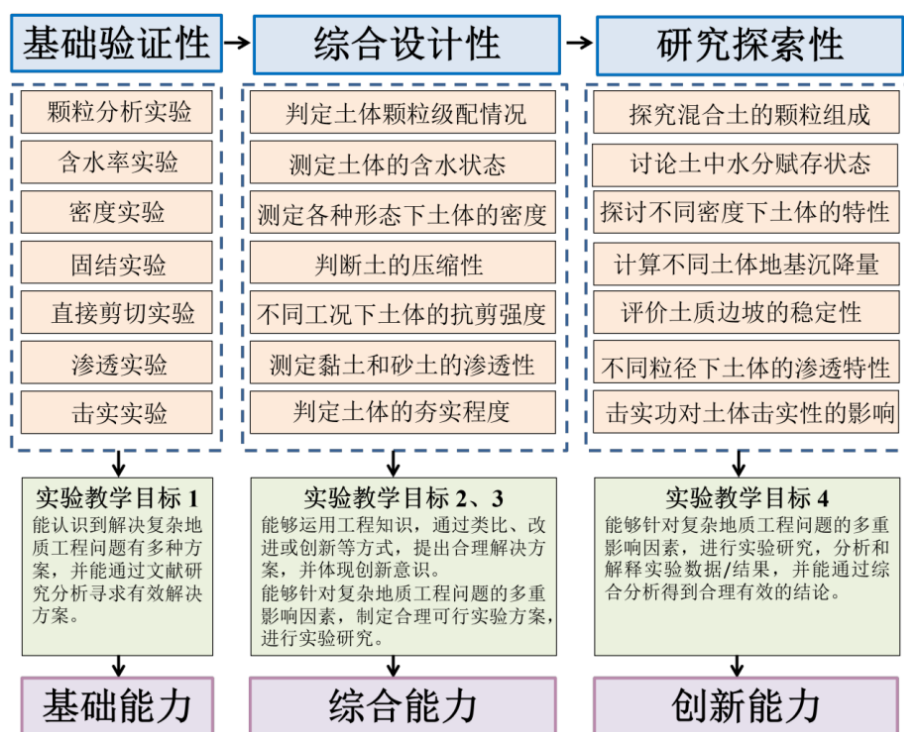 基础验证性
综合设计性
研究探索性
颗粒分析实验
含水率实验
密度实验
固结实验
直接剪切实验
渗透实验
击实实验
判定土体颗粒级配情况
测定土体的含水状态
测定各种形态下土体的密度
判断土的压缩性
不同工况下土体的抗剪强度
测定黏土和砂土的渗透性
判定土体的夯实程度
探究混合土的颗粒组成
讨论土中水分赋存状态
探讨不同密度下土体的特性
计算不同土体地基沉降量
评价土质边坡的稳定性
不同粒径下土体的渗透特性
击实功对土体击实性的影响
实验教学目标 1
能认识到解决复杂地
质工程问题有多种方
案，并能通过文献研
究分析寻求有效解决
方案。
实验教学目标 2、3
能够运用工程知识，通过类比、改
进或创新等方式，提出合理解决方
案，并体现创新意识。
能够针对复杂地质工程问题的多重
影响因素，制定合理可行实验方案，
进行实验研究。
实验教学目标 4
能够针对复杂地质工程问题的多重
影响因素，进行实验研究，分析和
解释实验数据/结果，并能通过综
合分析得到合理有效的结论。
基础能力
综合能力
创新能力